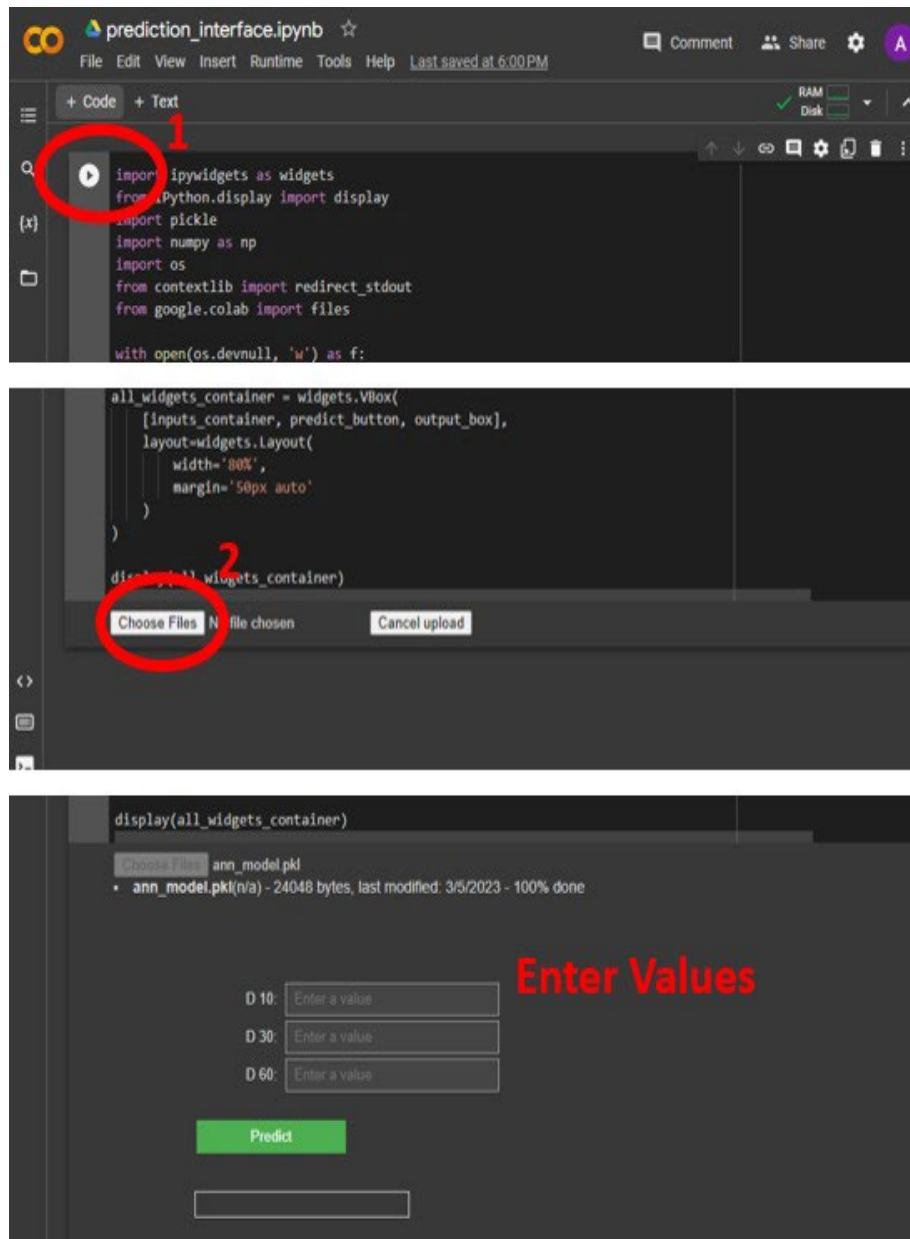 prediction_interface.ipynb
Comment
Share
A
File Edit View Insert Runtime Tools Help Last saved at 6:00 PM
+ Code + Text
RAM
Disk
1
import ipywidgets as widgets
from IPython.display import display
import pickle
{x}
import numpy as np
import os
from contextlib import redirect_stdout
from google.colab import files
with open(os.devnull, 'w') as f:
all_widgets_container = widgets.VBox(
[inputs_container, predict_button, output_box],
layout=widgets.Layout(
width='80%',
margin='50px auto'
)
)
2
display(all_widgets_container)
Choose Files No file chosen Cancel upload
<>
display(all_widgets_container)
Choose Files ann_model.pkl
• ann_model.pkl(n/a) - 24048 bytes, last modified: 3/5/2023 - 100% done
Enter Values
D 10: Enter a value
D 30: Enter a value
D 60: Enter a value
Predict